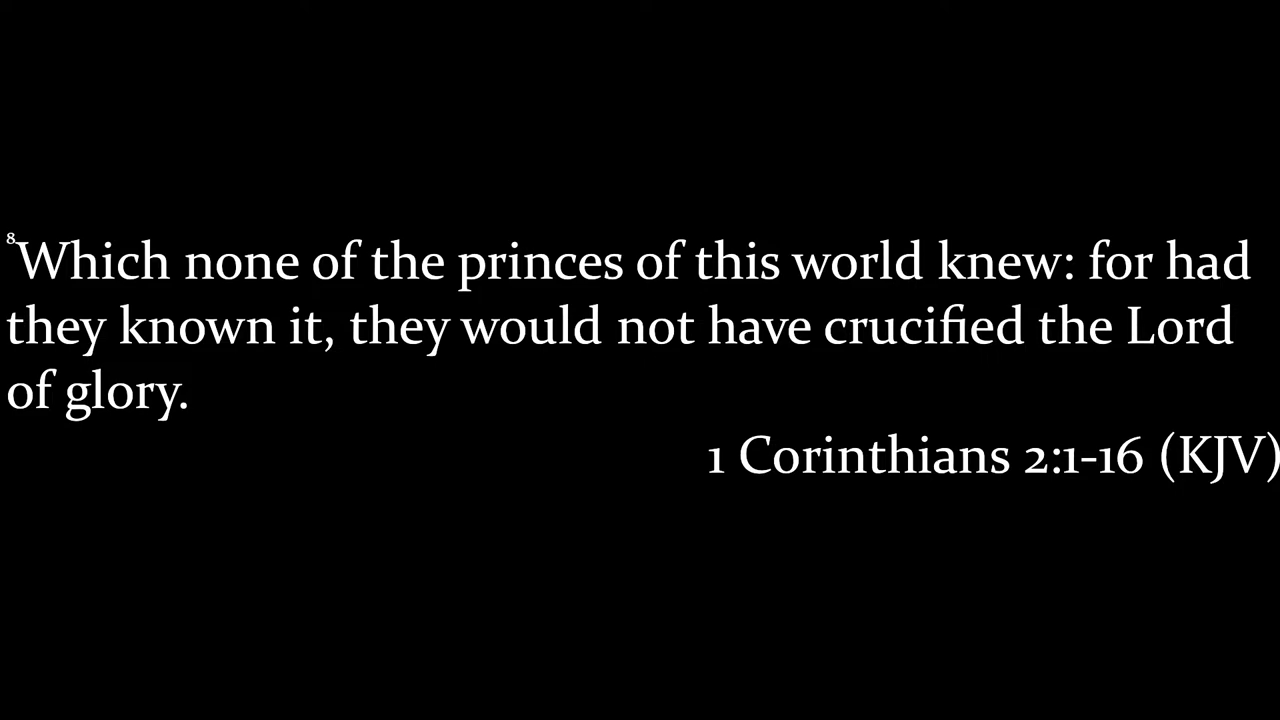 8Which none of the princes of this world knew: for had
they known it, they would not have crucified the Lord
of glory.
1 Corinthians 2:1-16 (KJV)